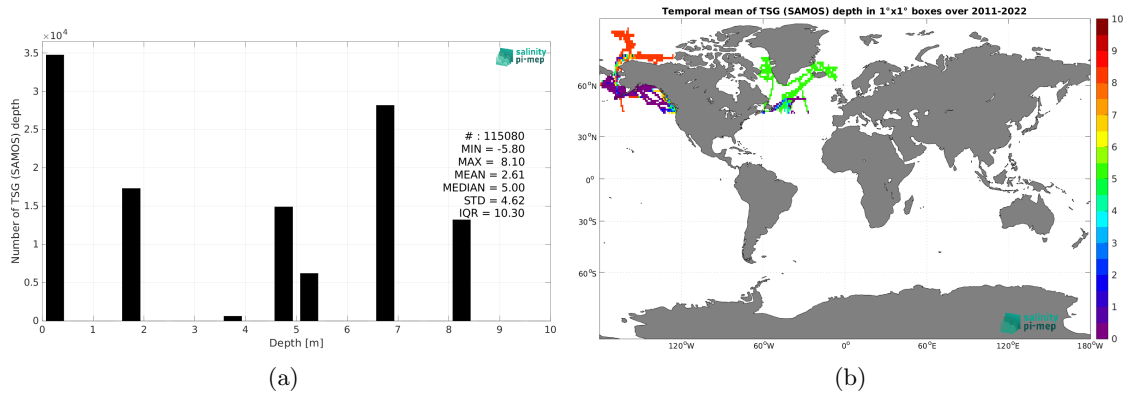 ×10⁴
3.5
3
2.5
2
1.5
1
0.5
0
Number of TSG (SAMOS) depth
0 1 2 3 4 5 6 7 8 9 10
Depth [m]
salinity
pi-mep
# : 115080
MIN = -5.80
MAX = 8.10
MEAN = 2.61
MEDIAN = 5.00
STD = 4.62
IQR = 10.30
(a)
Temporal mean of TSG (SAMOS) depth in 1°x1° boxes over 2011-2022
60°N
30°N
0°
30°S
60°S
120°W 60°W 0° 60°E 120°E 180°W
salinity
pi-mep
10
9
8
7
6
5
4
3
2
1
0
(b)